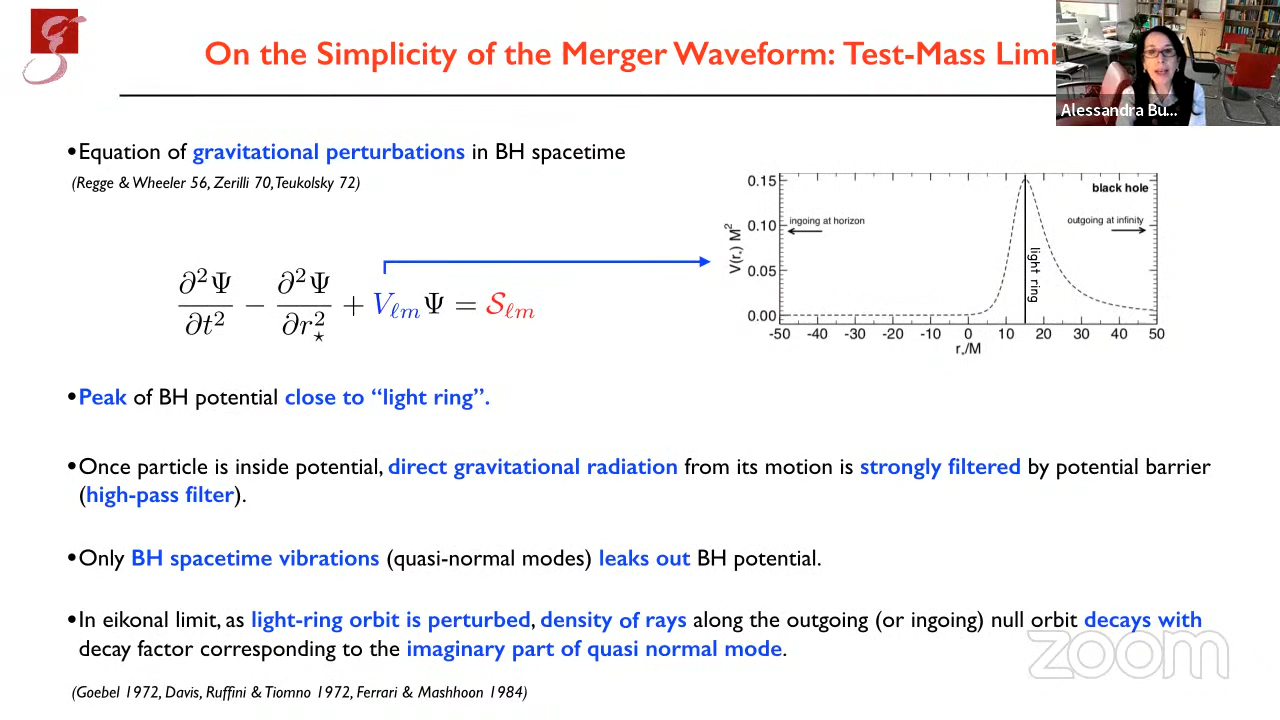 On the Simplicity of the Merger Waveform: Test-Mass Limi
Alessandra Bu...
•Equation of gravitational perturbations in BH spacetime
(Regge & Wheeler 56, Zerilli 70, Teukolsky 72)
∂²Ψ/∂t² − ∂²Ψ/∂r⋆² + Vℓm Ψ = Sℓm
V(r*) M²
0.15
0.10
0.05
0.00
black hole
ingoing at horizon
outgoing at infinity
light ring
-50 -40 -30 -20 -10 0 10 20 30 40 50
r*/M
•Peak of BH potential close to “light ring”.
•Once particle is inside potential, direct gravitational radiation from its motion is strongly filtered by potential barrier
(high-pass filter).
•Only BH spacetime vibrations (quasi-normal modes) leaks out BH potential.
•In eikonal limit, as light-ring orbit is perturbed, density of rays along the outgoing (or ingoing) null orbit decays with
decay factor corresponding to the imaginary part of quasi normal mode.
(Goebel 1972, Davis, Ruffini & Tiomno 1972, Ferrari & Mashhoon 1984)
zoom